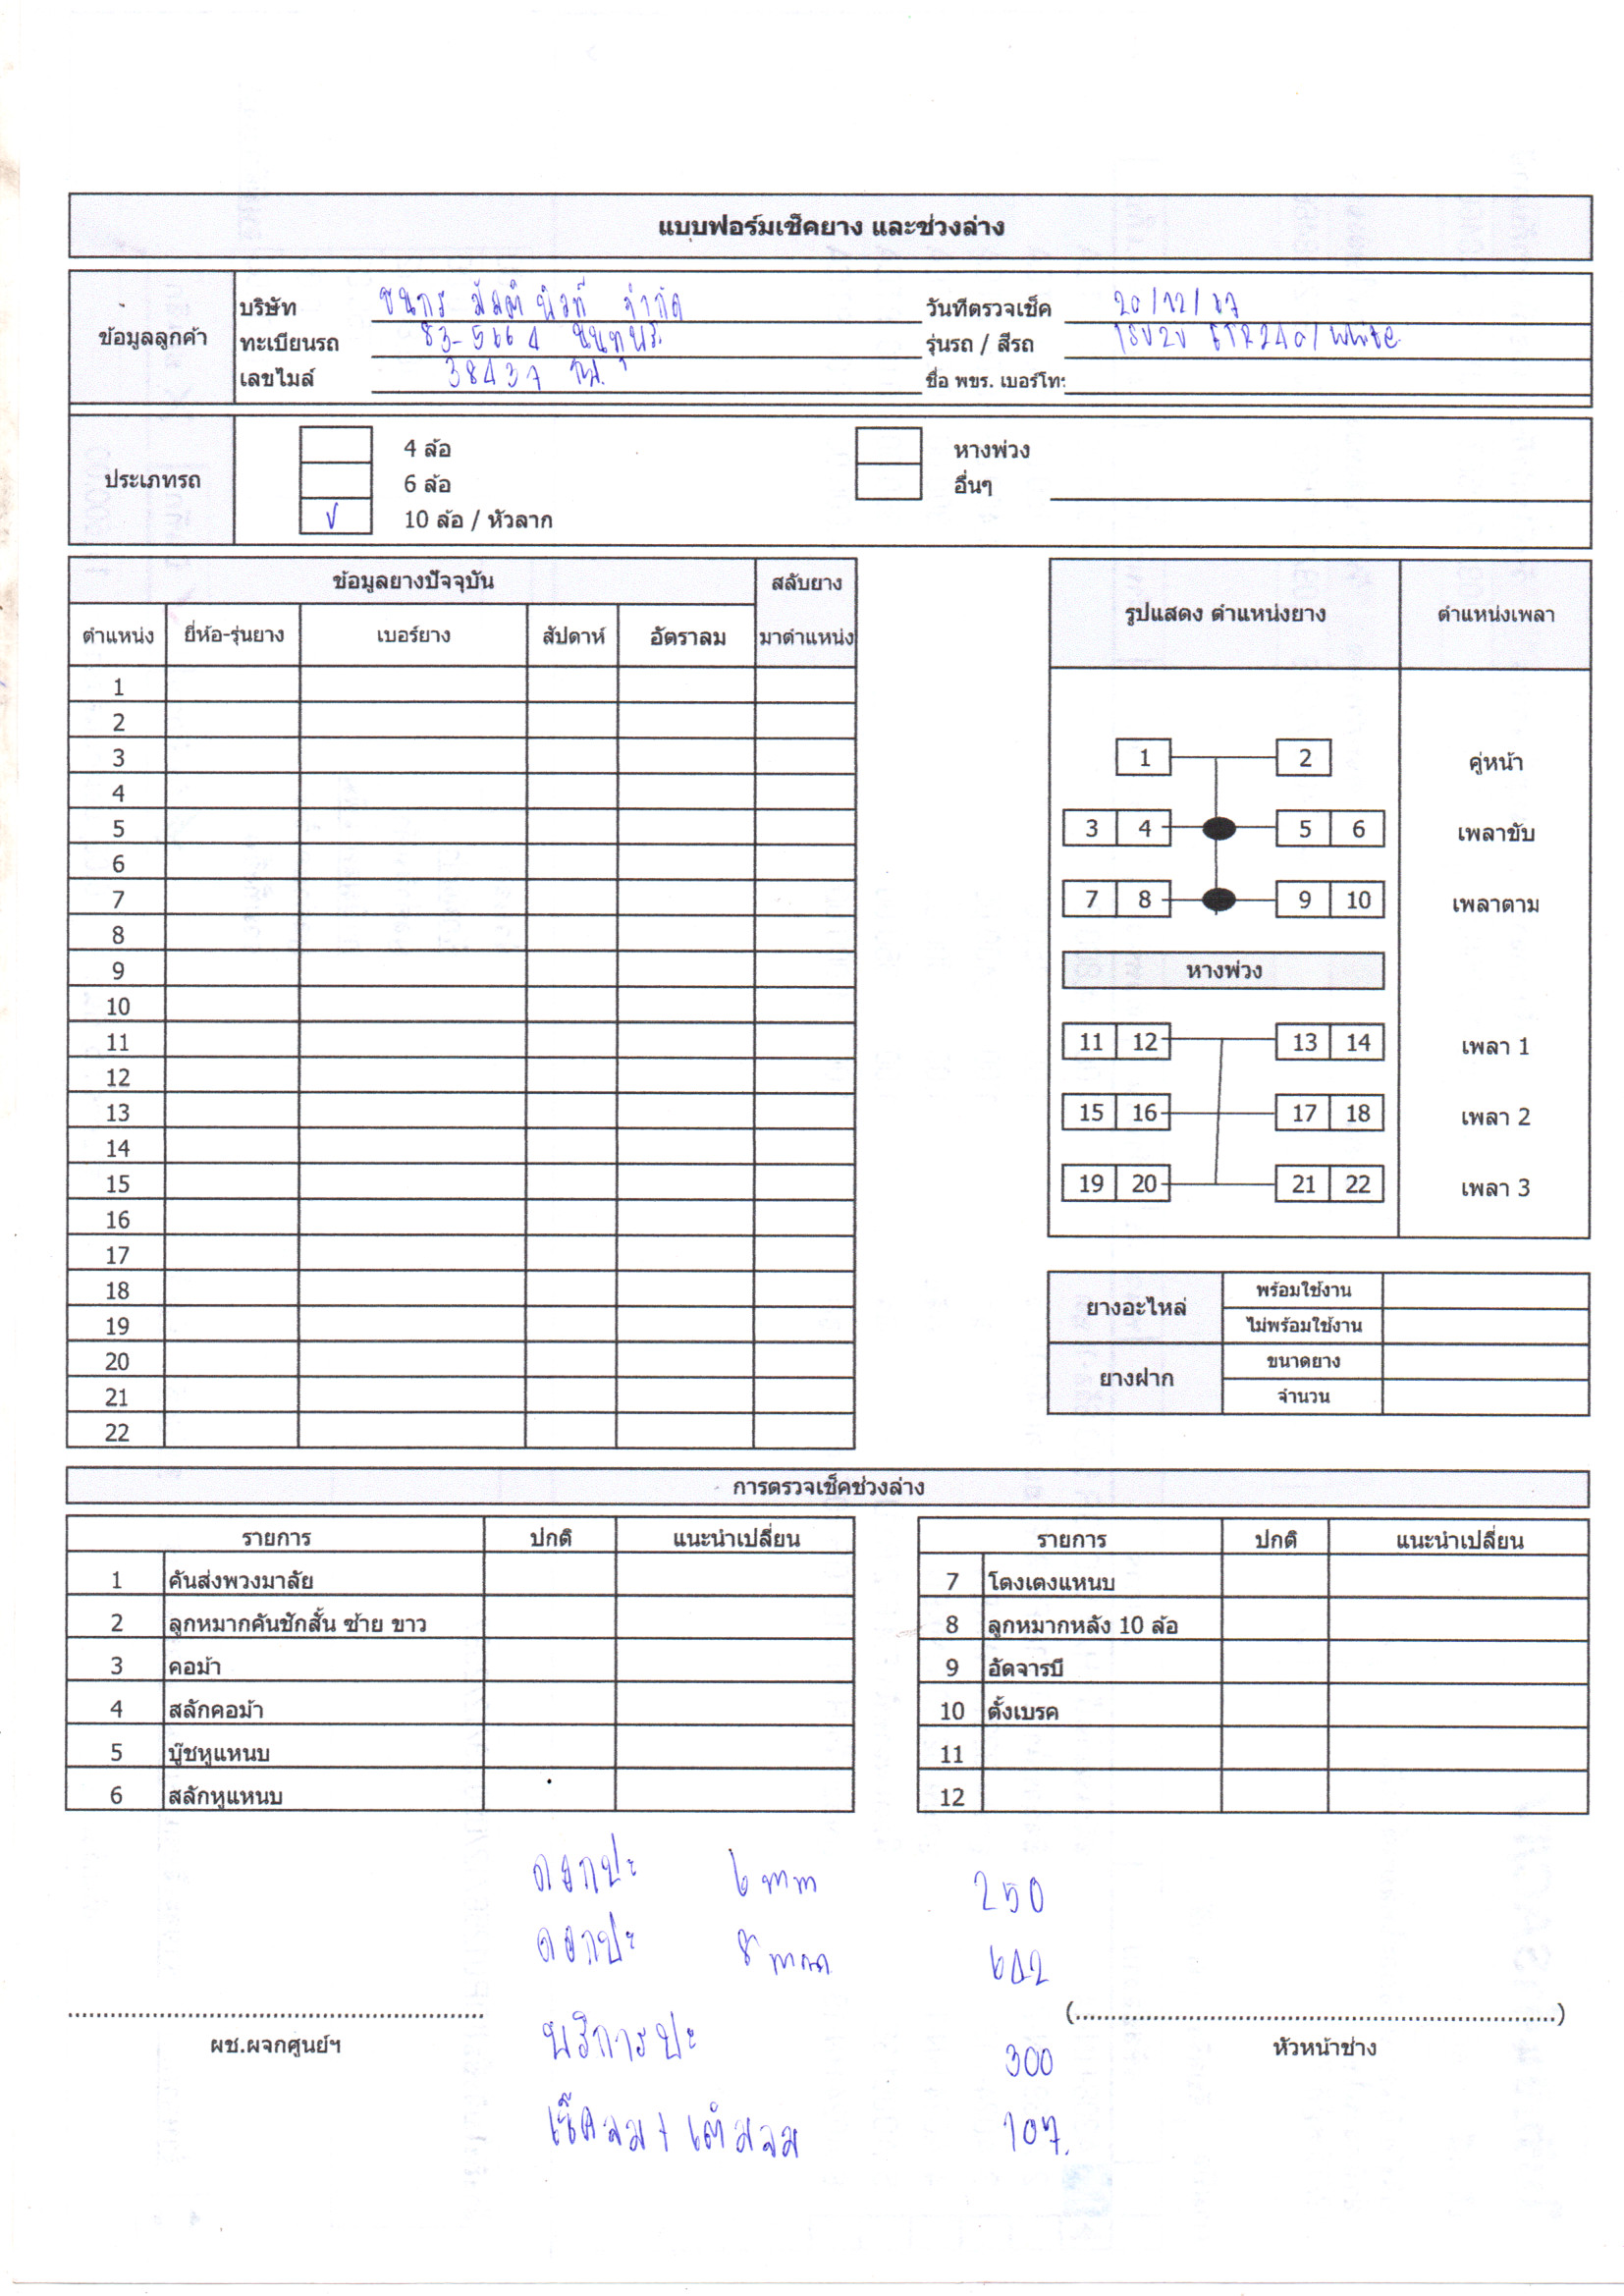 แบบฟอร์มเช็คยาง และช่วงล่าง
ข้อมูลลูกค้า
บริษัท ธนกร จำกัด
วันที่ตรวจเช็ค 20/12/67
ทะเบียนรถ 83-5664 นนทบุรี
รุ่นรถ / สีรถ white
เลขไมล์ 38437 กม.
ชื่อ พขร. เบอร์โทร
ประเภทรถ
4 ล้อ
6 ล้อ
✓ 10 ล้อ / หัวลาก
หางพ่วง
อื่นๆ
ข้อมูลยางปัจจุบัน สลับยาง
ตำแหน่ง ยี่ห้อ-รุ่นยาง เบอร์ยาง สัปดาห์ อัตราลม มาตำแหน่ง
1
2
3
4
5
6
7
8
9
10
11
12
13
14
15
16
17
18
19
20
21
22
รูปแสดง ตำแหน่งยาง ตำแหน่งเพลา
1 2 คู่หน้า
3 4 5 6 เพลาขับ
7 8 9 10 เพลาตาม
หางพ่วง
11 12 13 14 เพลา 1
15 16 17 18 เพลา 2
19 20 21 22 เพลา 3
ยางอะไหล่ พร้อมใช้งาน
ไม่พร้อมใช้งาน
ยางฝาก ขนาดยาง
จำนวน
การตรวจเช็คช่วงล่าง
รายการ ปกติ แนะนำเปลี่ยน
1 คันส่งพวงมาลัย
2 ลูกหมากคันชักสั้น ซ้าย ขาว
3 คอม้า
4 สลักคอม้า
5 บู๊ชหูแหนบ
6 สลักหูแหนบ
รายการ ปกติ แนะนำเปลี่ยน
7 โตงเตงแหนบ
8 ลูกหมากหลัง 10 ล้อ
9 อัดจารบี
10 ตั้งเบรค
11
12
ดอกปะ 6 mm 250
ดอกปะ 8 mm 642
บริการปะ 300
เช็คลม + เติมลม 107.
ผช.ผจกศูนย์ฯ
(....................)
หัวหน้าช่าง